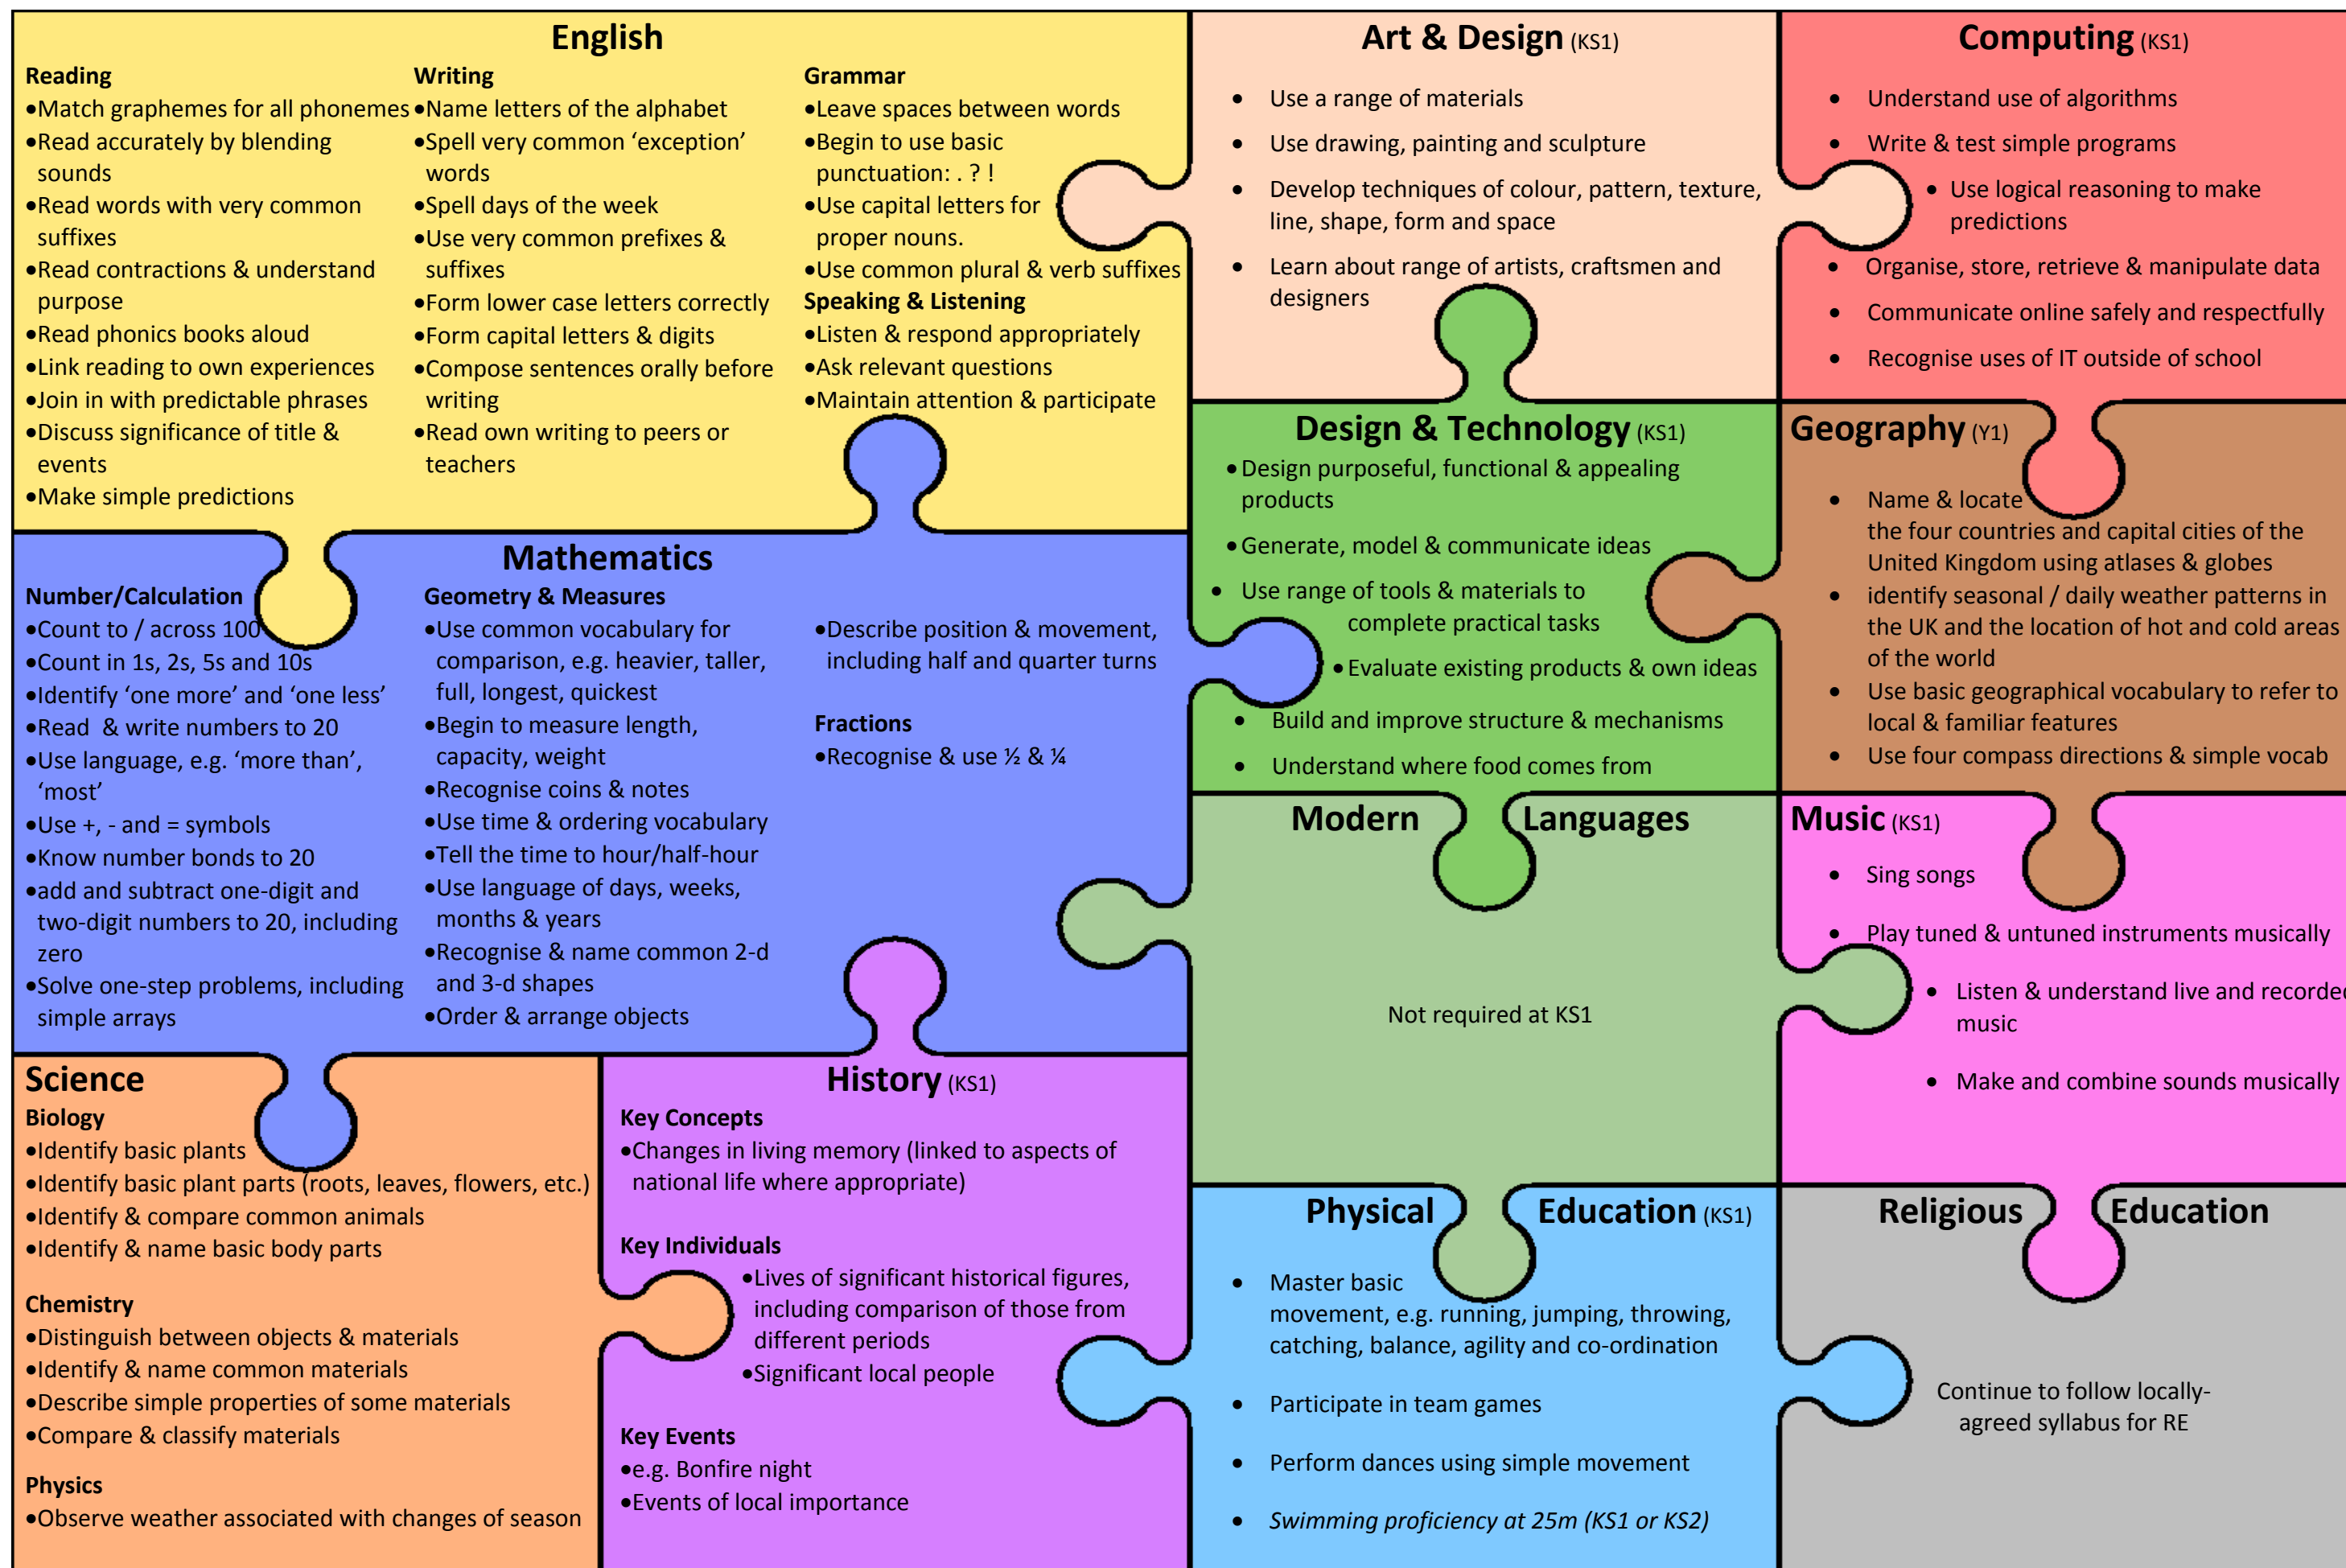 English
Reading
•Match graphemes for all phonemes
•Read accurately by blending
sounds
•Read words with very common
suffixes
•Read contractions & understand
purpose
•Read phonics books aloud
•Link reading to own experiences
•Join in with predictable phrases
•Discuss significance of title &
events
•Make simple predictions
Writing
•Name letters of the alphabet
•Spell very common ‘exception’
words
•Spell days of the week
•Use very common prefixes &
suffixes
•Form lower case letters correctly
•Form capital letters & digits
•Compose sentences orally before
writing
•Read own writing to peers or
teachers
Grammar
•Leave spaces between words
•Begin to use basic
punctuation: . ? !
•Use capital letters for
proper nouns.
•Use common plural & verb suffixes
Speaking & Listening
•Listen & respond appropriately
•Ask relevant questions
•Maintain attention & participate
Art & Design (KS1)
• Use a range of materials
• Use drawing, painting and sculpture
• Develop techniques of colour, pattern, texture,
line, shape, form and space
• Learn about range of artists, craftsmen and
designers
Computing (KS1)
• Understand use of algorithms
• Write & test simple programs
• Use logical reasoning to make
predictions
• Organise, store, retrieve & manipulate data
• Communicate online safely and respectfully
• Recognise uses of IT outside of school
Mathematics
Number/Calculation
•Count to / across 100
•Count in 1s, 2s, 5s and 10s
•Identify ‘one more’ and ‘one less’
•Read & write numbers to 20
•Use language, e.g. ‘more than’,
‘most’
•Use +, - and = symbols
•Know number bonds to 20
•add and subtract one-digit and
two-digit numbers to 20, including
zero
•Solve one-step problems, including
simple arrays
Geometry & Measures
•Use common vocabulary for
comparison, e.g. heavier, taller,
full, longest, quickest
•Begin to measure length,
capacity, weight
•Recognise coins & notes
•Use time & ordering vocabulary
•Tell the time to hour/half-hour
•Use language of days, weeks,
months & years
•Recognise & name common 2-d
and 3-d shapes
•Order & arrange objects
•Describe position & movement,
including half and quarter turns
Fractions
•Recognise & use ½ & ¼
Design & Technology (KS1)
•Design purposeful, functional & appealing
products
•Generate, model & communicate ideas
• Use range of tools & materials to
complete practical tasks
•Evaluate existing products & own ideas
• Build and improve structure & mechanisms
• Understand where food comes from
Geography (Y1)
• Name & locate
the four countries and capital cities of the
United Kingdom using atlases & globes
• identify seasonal / daily weather patterns in
the UK and the location of hot and cold areas
of the world
• Use basic geographical vocabulary to refer to
local & familiar features
• Use four compass directions & simple vocab
Modern Languages
Not required at KS1
Music (KS1)
• Sing songs
• Play tuned & untuned instruments musically
• Listen & understand live and recorded
music
• Make and combine sounds musically
Science
Biology
•Identify basic plants
•Identify basic plant parts (roots, leaves, flowers, etc.)
•Identify & compare common animals
•Identify & name basic body parts
Chemistry
•Distinguish between objects & materials
•Identify & name common materials
•Describe simple properties of some materials
•Compare & classify materials
Physics
•Observe weather associated with changes of season
History (KS1)
Key Concepts
•Changes in living memory (linked to aspects of
national life where appropriate)
Key Individuals
•Lives of significant historical figures,
including comparison of those from
different periods
•Significant local people
Key Events
•e.g. Bonfire night
•Events of local importance
Physical Education (KS1)
• Master basic
movement, e.g. running, jumping, throwing,
catching, balance, agility and co-ordination
• Participate in team games
• Perform dances using simple movement
• Swimming proficiency at 25m (KS1 or KS2)
Religious Education
Continue to follow locally-
agreed syllabus for RE